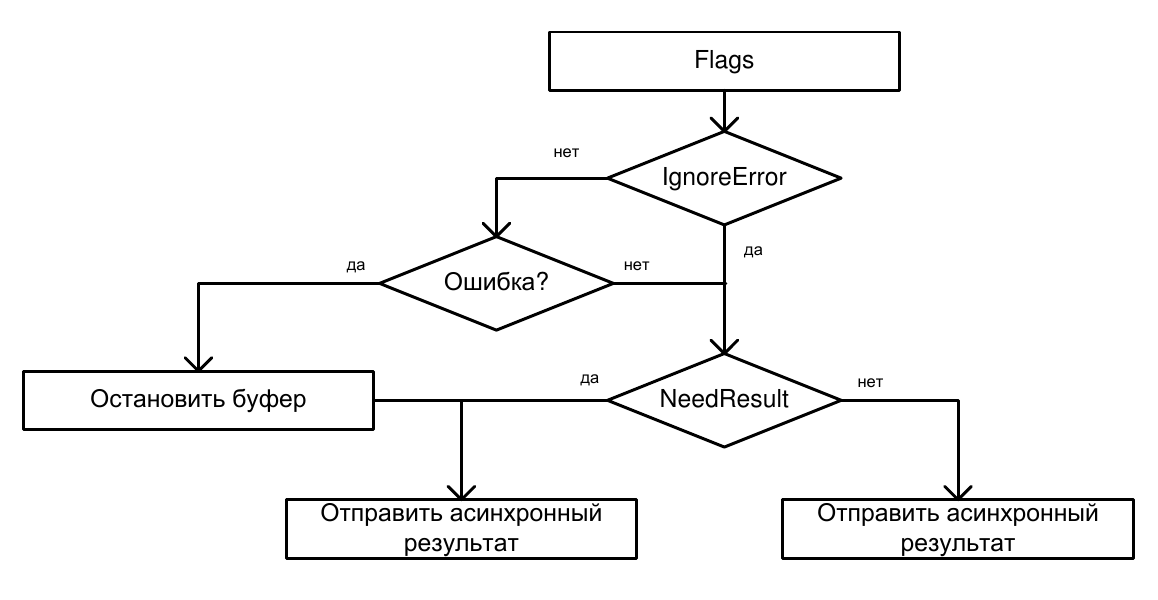 Flags
нет
IgnoreError
да
да
Ошибка?
нет
Остановить буфер
да
NeedResult
нет
Отправить асинхронный
результат
Отправить асинхронный
результат